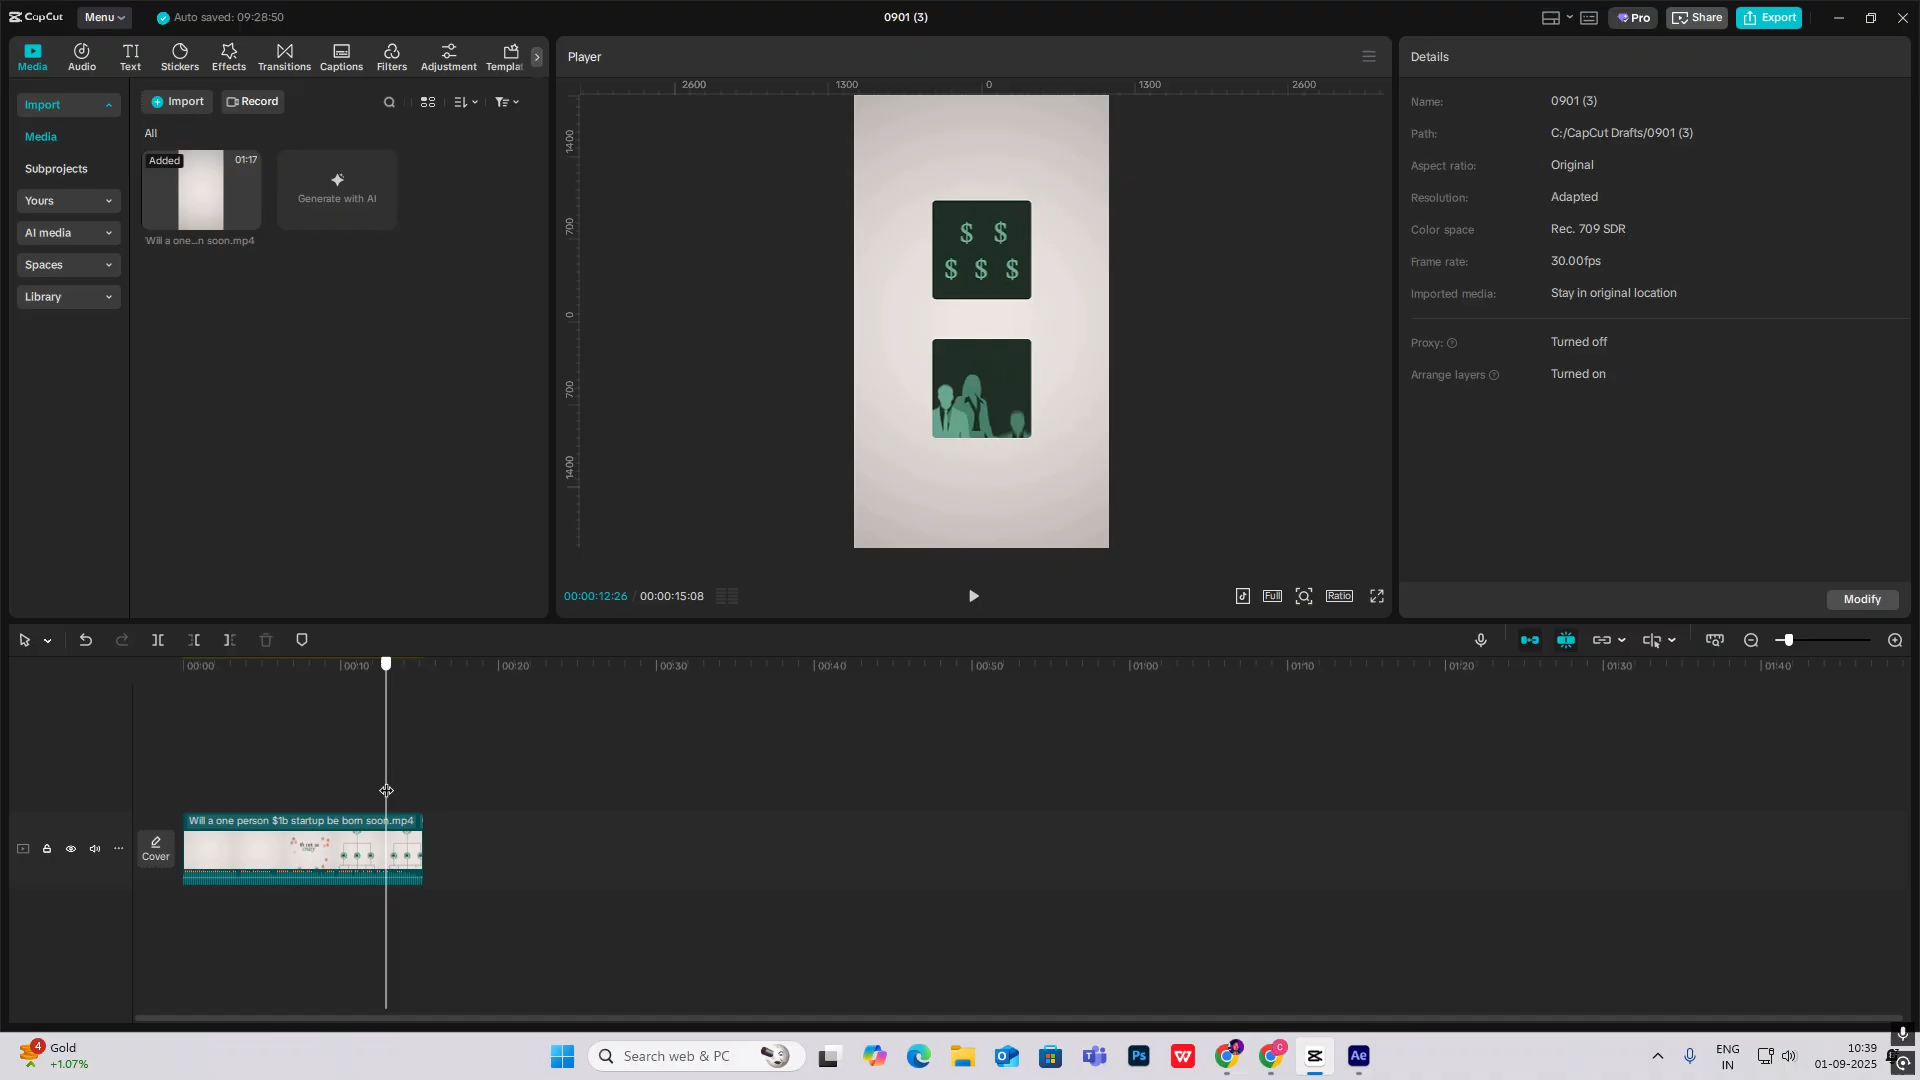 CapCut
Menu
Auto saved: 09:28:50
0901 (3)
Pro
Share
Export
Media
Audio
Text
Stickers
Effects
Transitions
Captions
Filters
Adjustment
Templat
Player
Details
Import
Media
Subprojects
Yours
AI media
Spaces
Library
Import
Record
All
Added
01:17
Will a one...n soon.mp4
Generate with AI
2600
1300
0
1300
2600
1400
700
0
700
1400
$ $
$ $ $
00:00:12:26 / 00:00:15:08
Full
Ratio
Name: 0901 (3)
Path: C:/CapCut Drafts/0901 (3)
Aspect ratio: Original
Resolution: Adapted
Color space Rec. 709 SDR
Frame rate: 30.00fps
Imported media: Stay in original location
Proxy: Turned off
Arrange layers Turned on
Modify
00:00
00:10
00:20
00:30
00:40
00:50
01:00
01:10
01:20
01:30
01:40
Cover
Will a one person $1b startup be born soon.mp4
4
Gold
+1.07%
Search web & PC
Ps
Ae
ENG
IN
10:39
01-09-2025